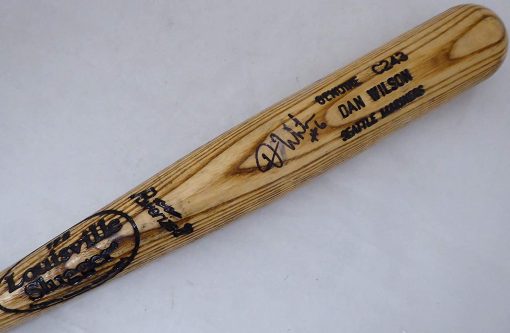 GENUINE C243
DAN WILSON
SEATTLE MARINERS
#6
Louisville
Slugger